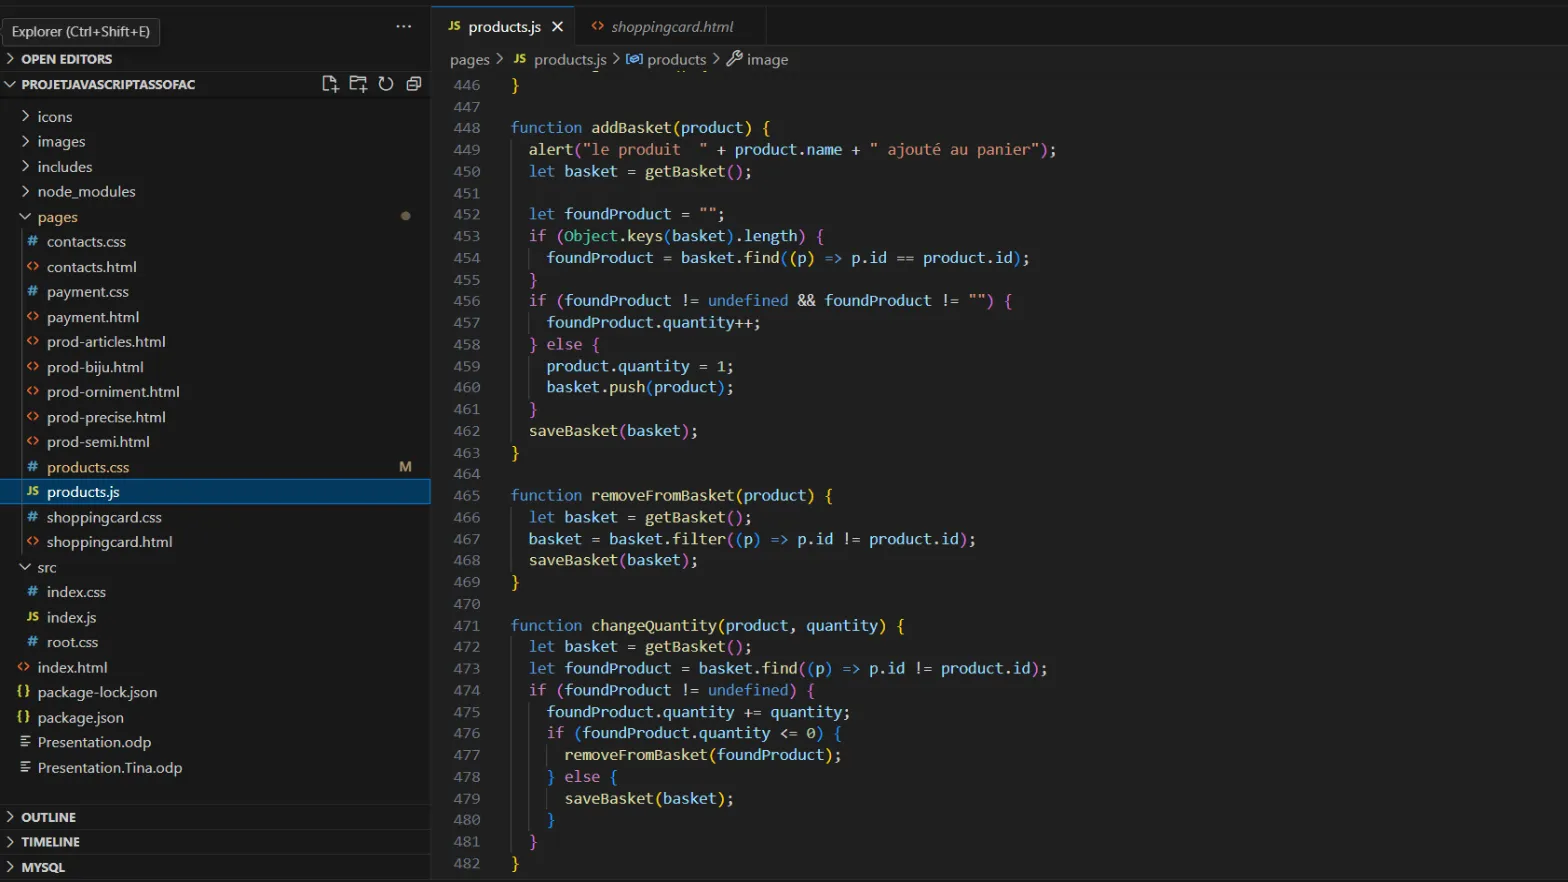 Explorer (Ctrl+Shift+E)
...
OPEN EDITORS
PROJETJAVASCRIPTASSOFAC
icons
images
includes
node_modules
pages
# contacts.css
<> contacts.html
# payment.css
<> payment.html
<> prod-articles.html
<> prod-biju.html
<> prod-orniment.html
<> prod-precise.html
<> prod-semi.html
# products.css M
JS products.js
# shoppingcard.css
<> shoppingcard.html
src
# index.css
JS index.js
# root.css
<> index.html
{} package-lock.json
{} package.json
Presentation.odp
Presentation.Tina.odp
OUTLINE
TIMELINE
MYSQL
JS products.js
<> shoppingcard.html
pages > JS products.js > products > image
446 }
447
448 function addBasket(product) {
449 alert("le produit  " + product.name + " ajouté au panier");
450 let basket = getBasket();
451
452 let foundProduct = "";
453 if (Object.keys(basket).length) {
454 foundProduct = basket.find((p) => p.id == product.id);
455 }
456 if (foundProduct != undefined && foundProduct != "") {
457 foundProduct.quantity++;
458 } else {
459 product.quantity = 1;
460 basket.push(product);
461 }
462 saveBasket(basket);
463 }
464
465 function removeFromBasket(product) {
466 let basket = getBasket();
467 basket = basket.filter((p) => p.id != product.id);
468 saveBasket(basket);
469 }
470
471 function changeQuantity(product, quantity) {
472 let basket = getBasket();
473 let foundProduct = basket.find((p) => p.id != product.id);
474 if (foundProduct != undefined) {
475 foundProduct.quantity += quantity;
476 if (foundProduct.quantity <= 0) {
477 removeFromBasket(foundProduct);
478 } else {
479 saveBasket(basket);
480 }
481 }
482 }